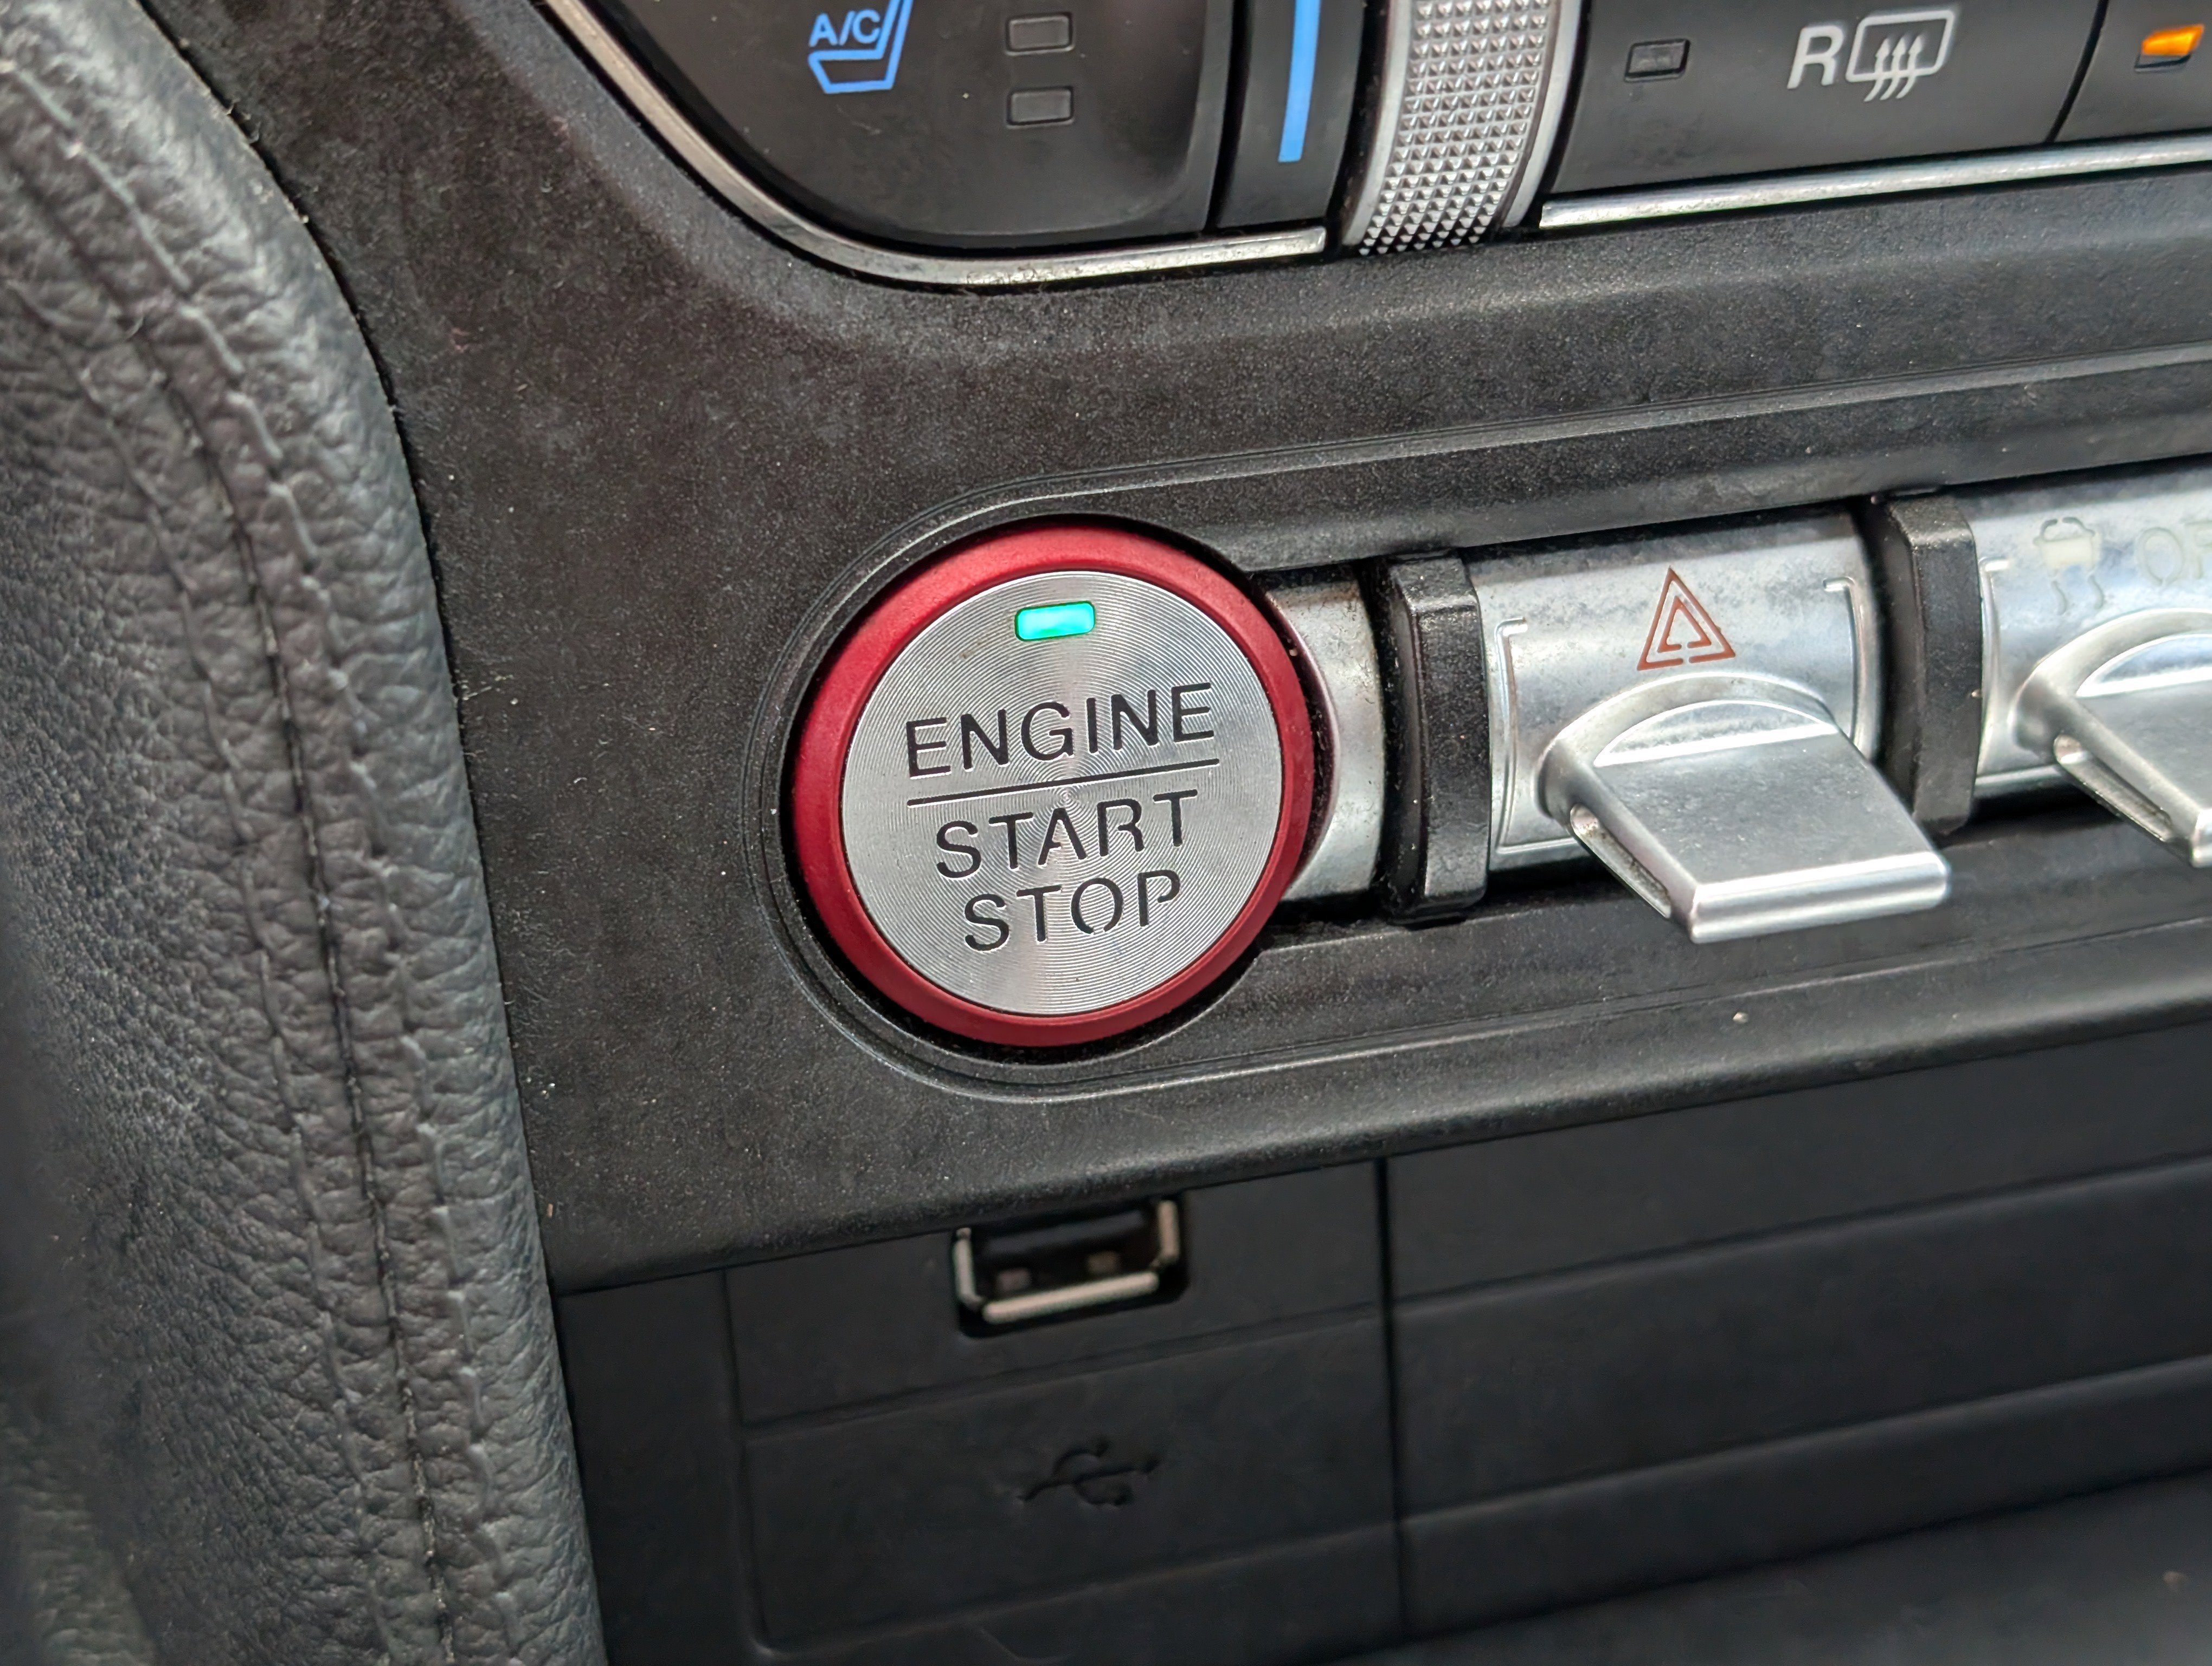 A/C
R
ENGINE
START
STOP